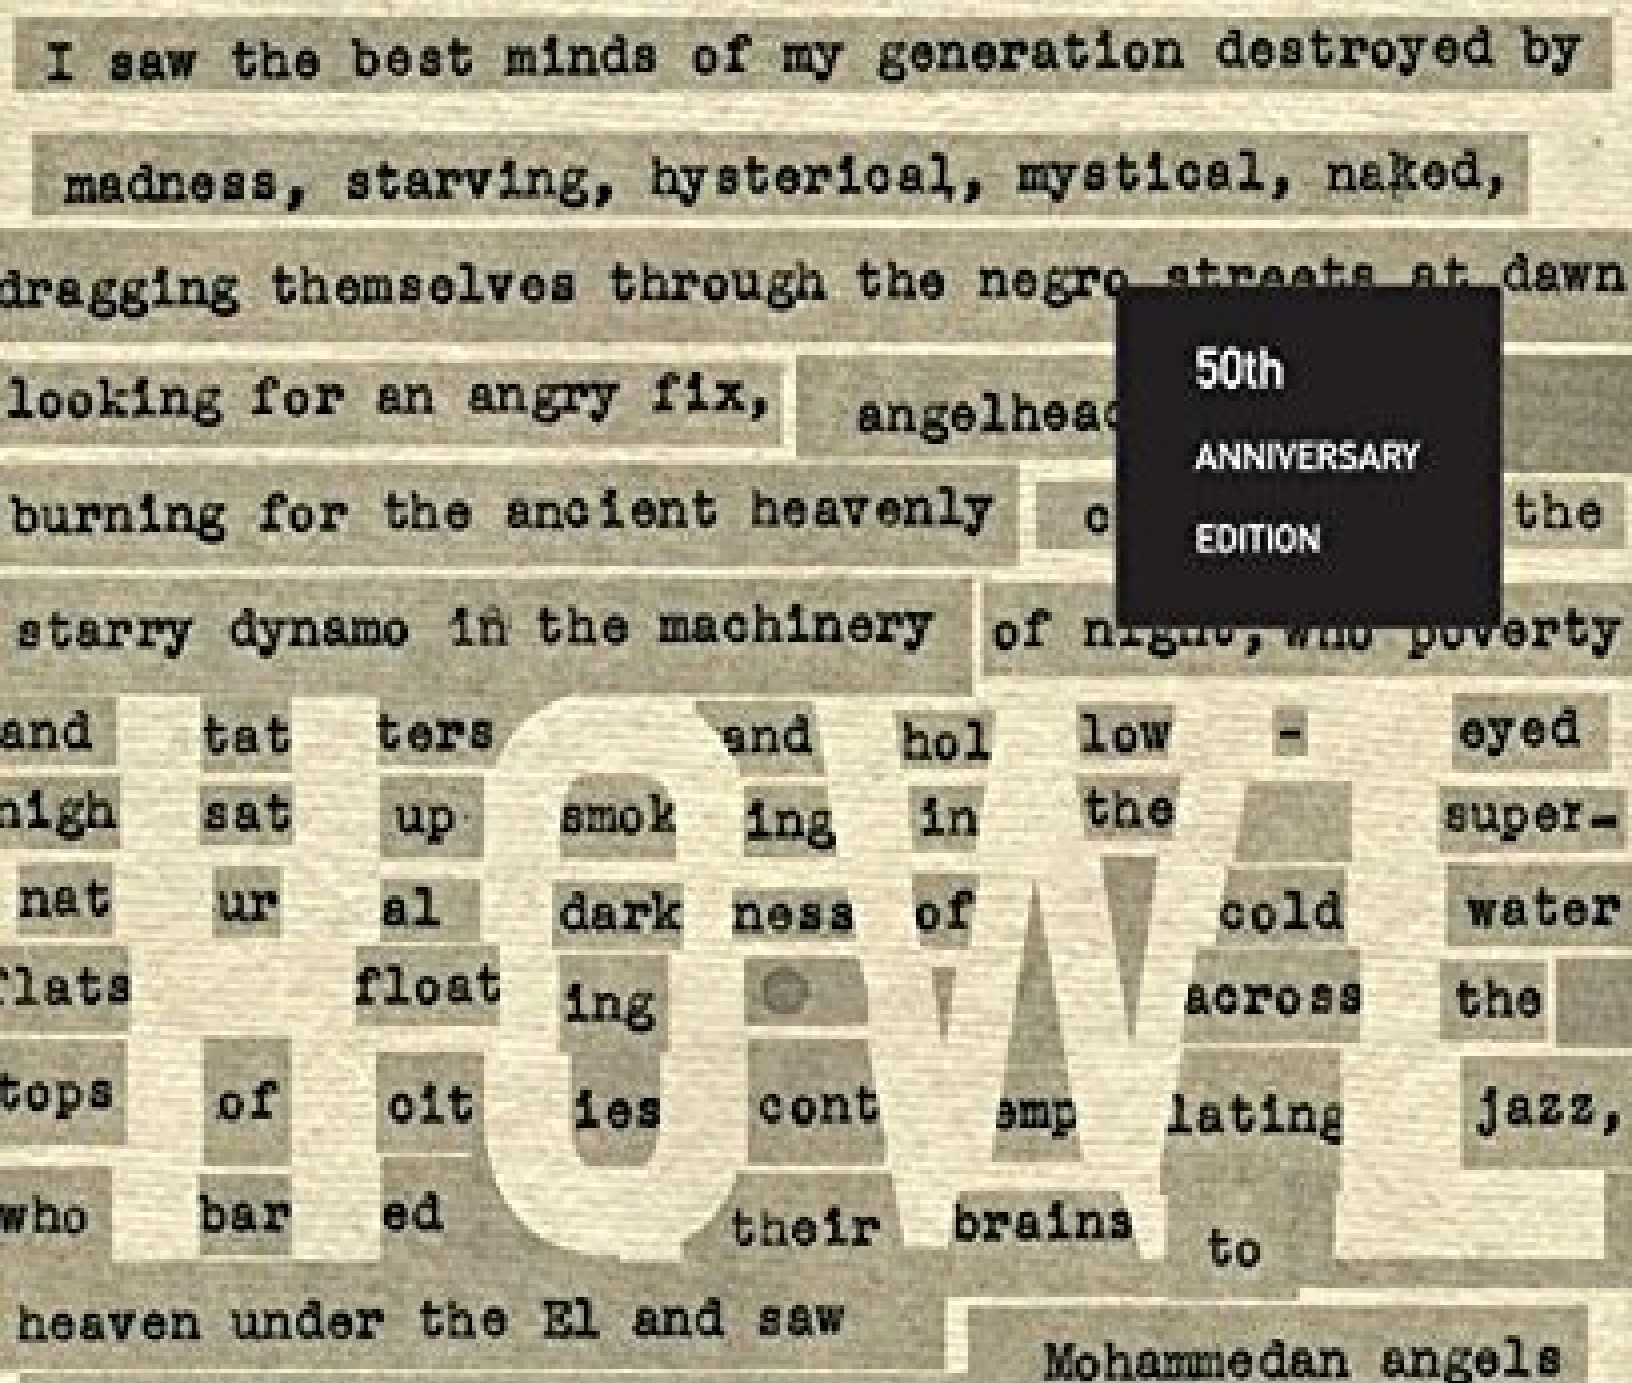 I saw the best minds of my generation destroyed by
madness, starving, hysterical, mystical, naked,
dragging themselves through the negro streets at dawn
looking for an angry fix, angelhead
50th
ANNIVERSARY
EDITION
burning for the ancient heavenly c the
starry dynamo in the machinery of night, who poverty
HOWL
and tat ters and hol low - eyed
high sat up smok ing in the super-
nat ur al dark ness of cold water
flats float ing across the
tops of cit ies cont emp lating jazz,
who bar ed their brains to
heaven under the El and saw
Mohammedan angels